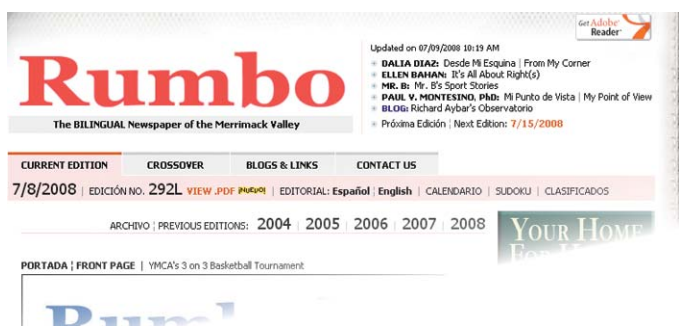 Get Adobe
Reader
Updated on 07/09/2008 10:19 AM
DALIA DIAZ: Desde Mi Esquina | From My Corner
ELLEN BAHAN: It's All About Right(s)
MR. B: Mr. B's Sport Stories
PAUL V. MONTESINO, PhD: Mi Punto de Vista | My Point of View
BLOG: Richard Aybar's Observatorio
Próxima Edición | Next Edition: 7/15/2008
Rumbo
The BILINGUAL Newspaper of the Merrimack Valley
CURRENT EDITION CROSSOVER BLOGS & LINKS CONTACT US
7/8/2008 | EDICIÓN NO. 292L VIEW .PDF ¡NUEVO! | EDITORIAL: Español | English | CALENDARIO | SUDOKU | CLASIFICADOS
ARCHIVO | PREVIOUS EDITIONS: 2004 | 2005 | 2006 | 2007 | 2008
YOUR HOME
FOR
PORTADA | FRONT PAGE | YMCA's 3 on 3 Basketball Tournament
Rumbo